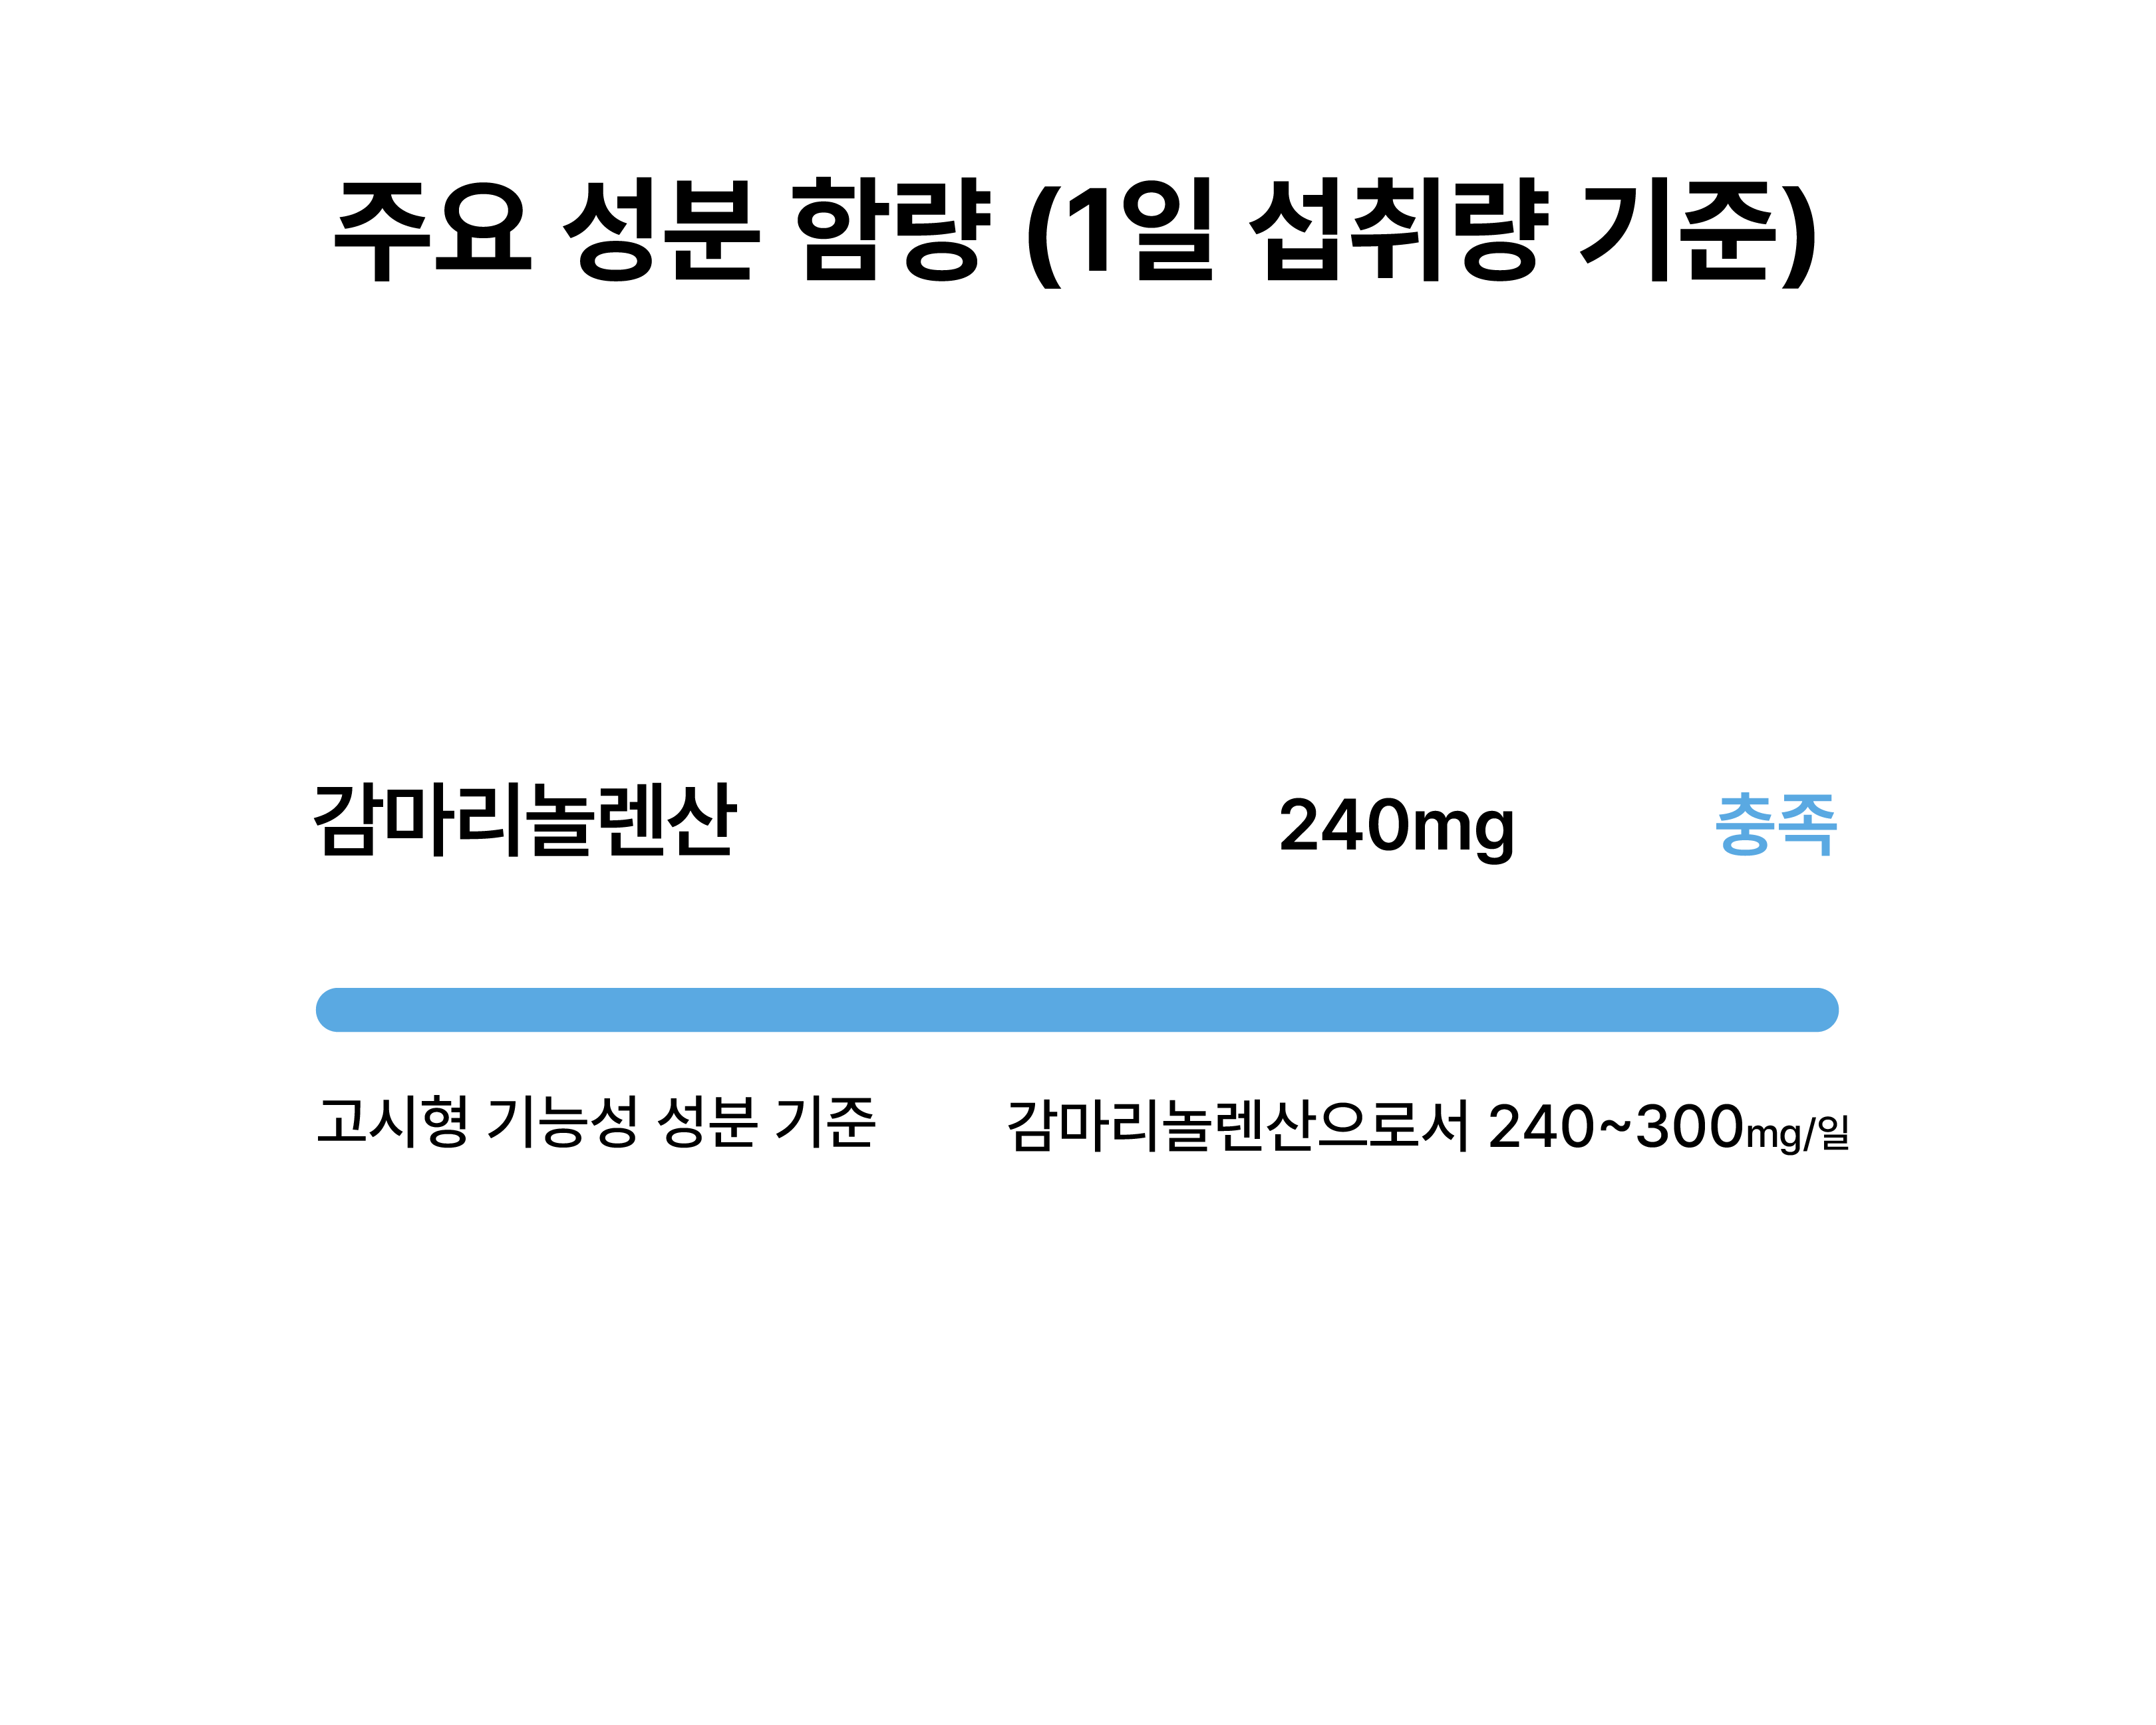 주요 성분 함량 (1일 섭취량 기준)
감마리놀렌산 240mg 충족
고시형 기능성 성분 기준 감마리놀렌산으로서 240~300mg/일